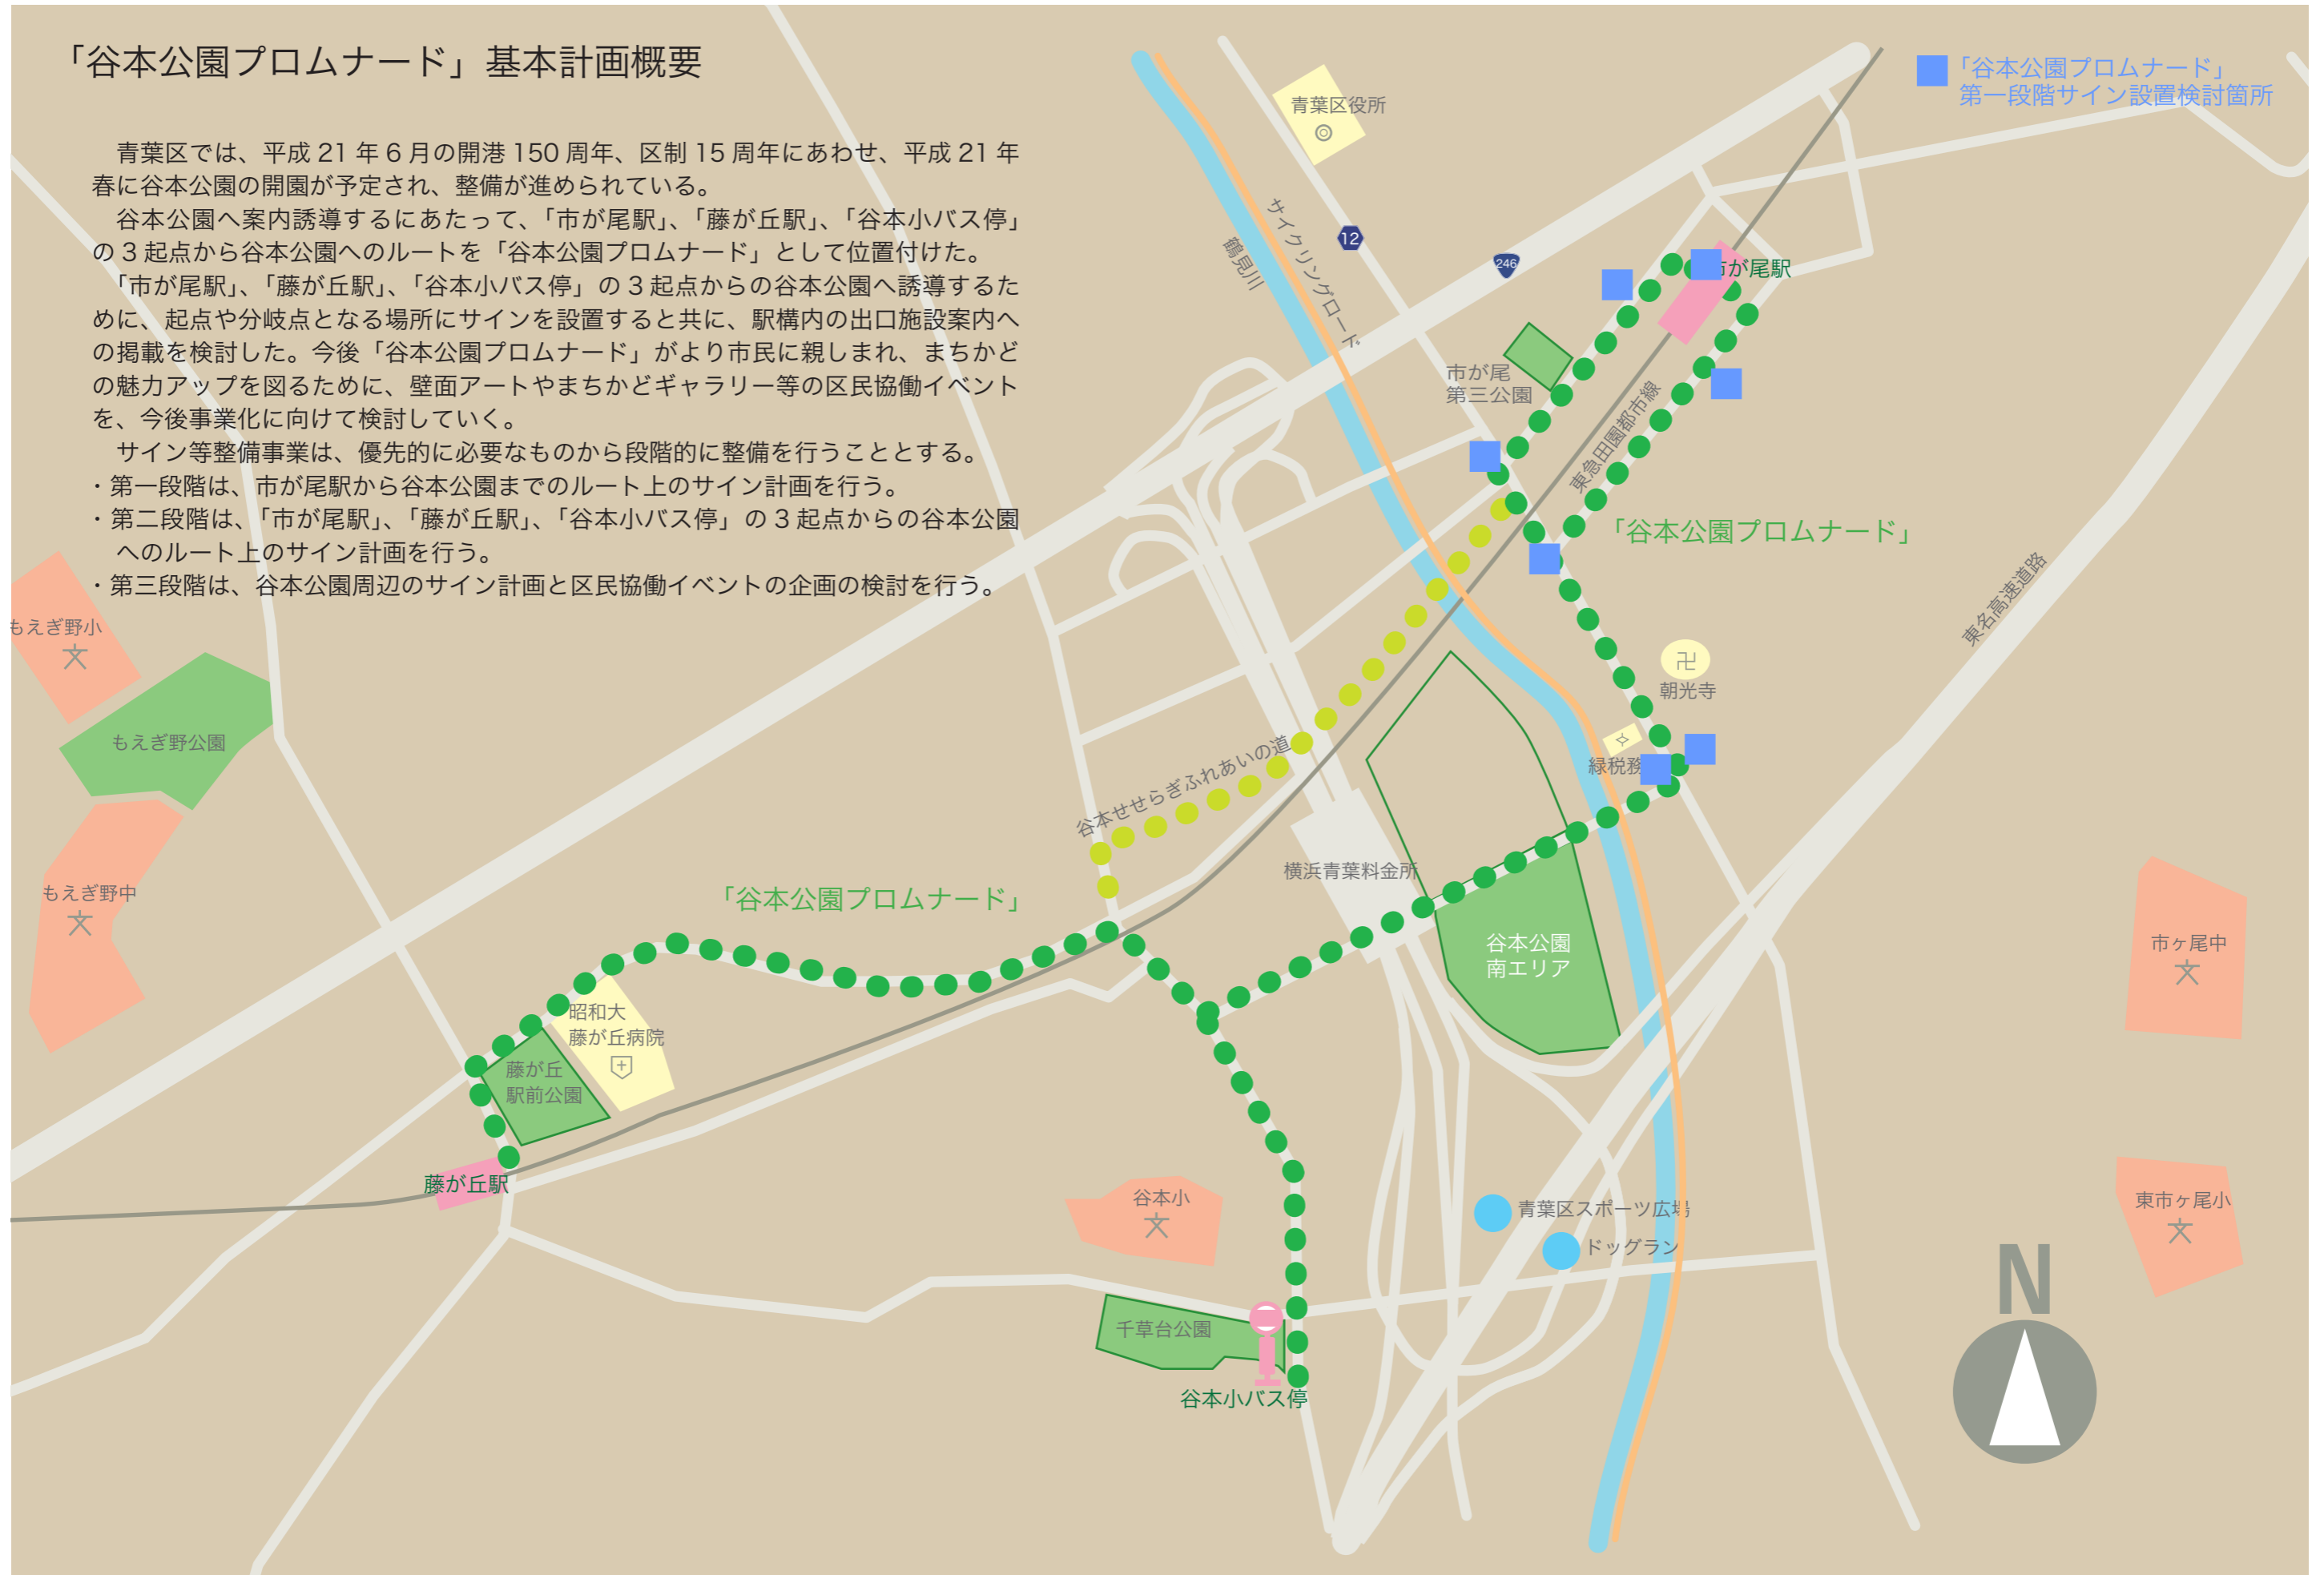 「谷本公園プロムナード」基本計画概要
青葉区では、平成 21 年 6 月の開港 150 周年、区制 15 周年にあわせ、平成 21 年
春に谷本公園の開園が予定され、整備が進められている。
谷本公園へ案内誘導するにあたって、「市が尾駅」、「藤が丘駅」、「谷本小バス停」
の 3 起点から谷本公園へのルートを「谷本公園プロムナード」として位置付けた。
「市が尾駅」、「藤が丘駅」、「谷本小バス停」の 3 起点からの谷本公園へ誘導するた
めに、起点や分岐点となる場所にサインを設置すると共に、駅構内の出口施設案内へ
の掲載を検討した。今後「谷本公園プロムナード」がより市民に親しまれ、まちかど
の魅力アップを図るために、壁面アートやまちかどギャラリー等の区民協働イベント
を、今後事業化に向けて検討していく。
サイン等整備事業は、優先的に必要なものから段階的に整備を行うこととする。
・第一段階は、市が尾駅から谷本公園までのルート上のサイン計画を行う。
・第二段階は、「市が尾駅」、「藤が丘駅」、「谷本小バス停」の 3 起点からの谷本公園
へのルート上のサイン計画を行う。
・第三段階は、谷本公園周辺のサイン計画と区民協働イベントの企画の検討を行う。
「谷本公園プロムナード」
第一段階サイン設置検討箇所
青葉区役所
サイクリングロード
鶴見川
12
246
市が尾駅
市が尾
第三公園
東急田園都市線
「谷本公園プロムナード」
東名高速道路
もえぎ野小
文
もえぎ野公園
卍
朝光寺
緑税務
谷本せせらぎふれあいの道
横浜青葉料金所
もえぎ野中
文
「谷本公園プロムナード」
谷本公園
南エリア
市ヶ尾中
文
昭和大
藤が丘病院
藤が丘
駅前公園
藤が丘駅
谷本小
文
青葉区スポーツ広場
ドッグラン
東市ヶ尾小
文
千草台公園
谷本小バス停
N